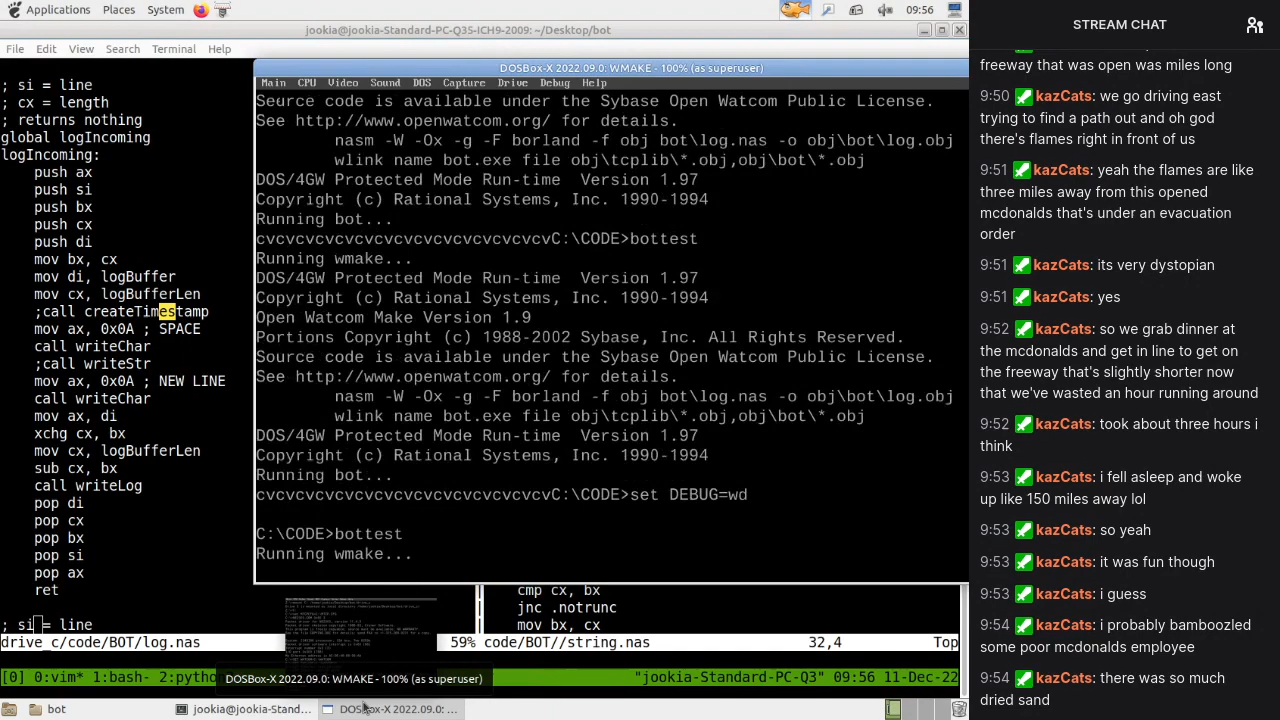 Applications Places System 09:56
jookia@jookia-Standard-PC-Q35-ICH9-2009: ~/Desktop/bot
File Edit View Search Terminal Help
; si = line
; cx = length
; returns nothing
global logIncoming
logIncoming:
push ax
push si
push bx
push cx
push di
mov bx, cx
mov di, logBuffer
mov cx, logBufferLen
;call createTimestamp
mov ax, 0x0A ; SPACE
call writeChar
;call writeStr
mov ax, 0x0A ; NEW LINE
call writeChar
mov ax, di
xchg cx, bx
mov cx, logBufferLen
sub cx, bx
call writeLog
pop di
pop cx
pop bx
pop si
pop ax
ret
; si = line
DOSBox-X 2022.09.0: WMAKE - 100% (as superuser)
Main CPU Video Sound DOS Capture Drive Debug Help
Source code is available under the Sybase Open Watcom Public License.
See http://www.openwatcom.org/ for details.
nasm -W -Ox -g -F borland -f obj bot\log.nas -o obj\bot\log.obj
wlink name bot.exe file obj\tcplib\*.obj,obj\bot\*.obj
DOS/4GW Protected Mode Run-time Version 1.97
Copyright (c) Rational Systems, Inc. 1990-1994
Running bot...
cvcvcvcvcvcvcvcvcvcvcvcvcvcvcvcvC:\CODE>bottest
Running wmake...
DOS/4GW Protected Mode Run-time Version 1.97
Copyright (c) Rational Systems, Inc. 1990-1994
Open Watcom Make Version 1.9
Portions Copyright (c) 1988-2002 Sybase, Inc. All Rights Reserved.
Source code is available under the Sybase Open Watcom Public License.
See http://www.openwatcom.org/ for details.
nasm -W -Ox -g -F borland -f obj bot\log.nas -o obj\bot\log.obj
wlink name bot.exe file obj\tcplib\*.obj,obj\bot\*.obj
DOS/4GW Protected Mode Run-time Version 1.97
Copyright (c) Rational Systems, Inc. 1990-1994
Running bot...
cvcvcvcvcvcvcvcvcvcvcvcvcvcvcvcvC:\CODE>set DEBUG=wd
C:\CODE>bottest
Running wmake...
cmp cx, bx
jnc .notrunc
mov bx, cx
/log.nas 59,16 32, Top
[0] 0:vim* 1:bash- "jookia-Standard-PC-Q3" 09:56 11-Dec-22
DOSBox-X 2022.09.0: WMAKE - 100% (as superuser)
bot jookia@jookia-Stand... DOSBox-X 2022.09.0: ...
STREAM CHAT
freeway that was open was miles long
9:50 kazCats: we go driving east
trying to find a path out and oh god
there's flames right in front of us
9:51 kazCats: yeah the flames are like
three miles away from this opened
mcdonalds that's under an evacuation
order
9:51 kazCats: its very dystopian
9:51 kazCats: yes
9:52 kazCats: so we grab dinner at
the mcdonalds and get in line to get on
the freeway that's slightly shorter now
that we've wasted an hour running around
9:52 kazCats: took about three hours i
think
9:53 kazCats: i fell asleep and woke
up like 150 miles away lol
9:53 kazCats: so yeah
9:53 kazCats: it was fun though
9:53 kazCats: i guess
9:54 kazCats: i probably bamboozled
some poor mcdonalds employee
9:54 kazCats: there was so much
dried sand